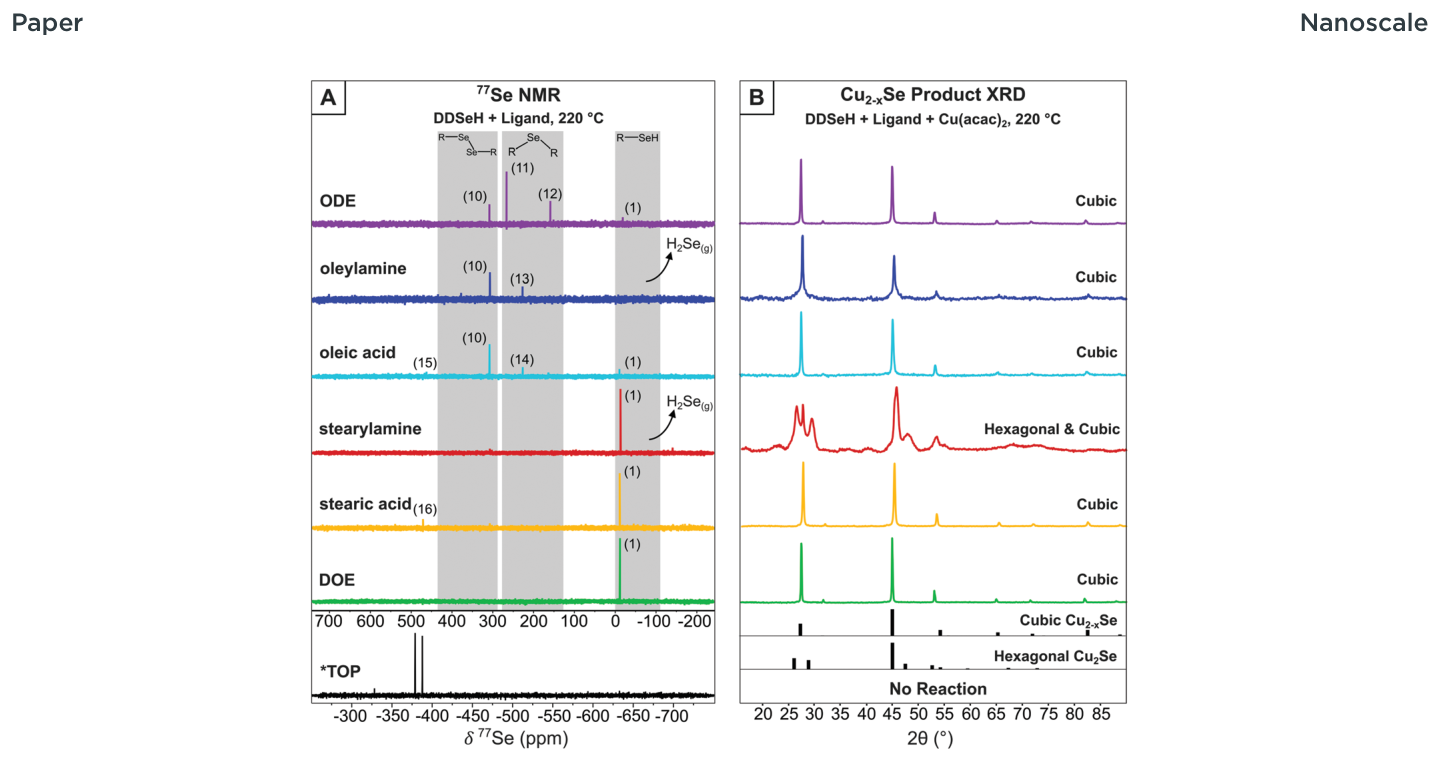 Paper
Nanoscale
A
⁷⁷Se NMR
DDSeH + Ligand, 220 °C
R—Se
Se—R
Se
R R
R—SeH
ODE
(10)
(11)
(12)
(1)
oleylamine
(10)
(13)
H₂Se(g)
oleic acid
(15)
(10)
(14)
(1)
stearylamine
(1)
H₂Se(g)
stearic acid
(16)
(1)
DOE
(1)
700 600 500 400 300 200 100 0 -100 -200
*TOP
-300 -350 -400 -450 -500 -550 -600 -650 -700
δ ⁷⁷Se (ppm)
B
Cu₂₋ₓSe Product XRD
DDSeH + Ligand + Cu(acac)₂, 220 °C
Cubic
Cubic
Cubic
Hexagonal & Cubic
Cubic
Cubic
Cubic Cu₂₋ₓSe
Hexagonal Cu₂Se
No Reaction
20 25 30 35 40 45 50 55 60 65 70 75 80 85
2θ (°)